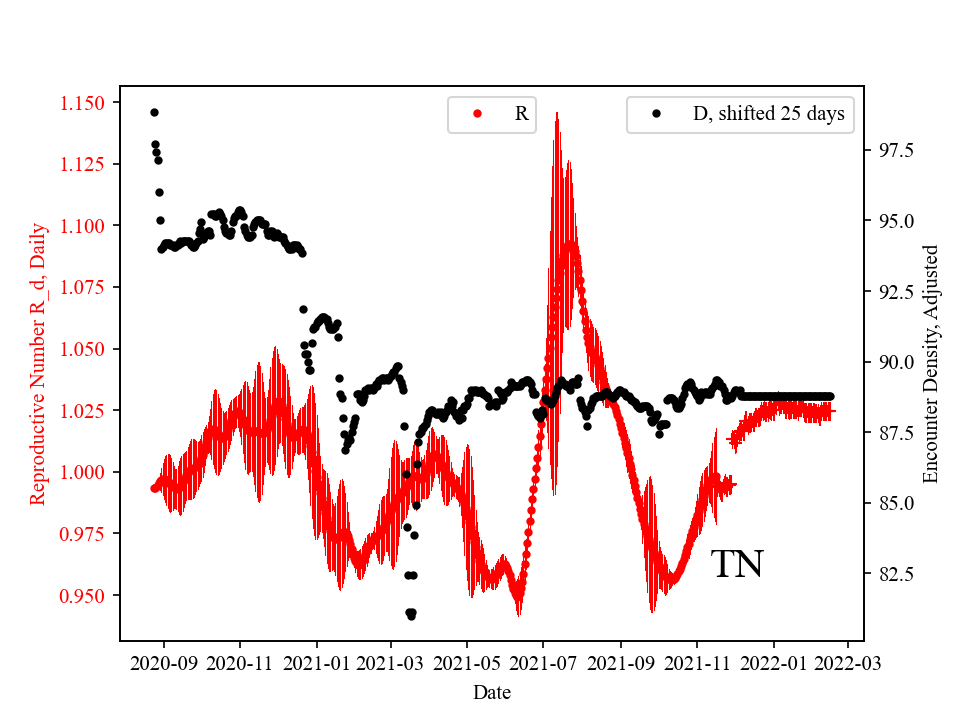 R
D, shifted 25 days
1.150
1.125
1.100
1.075
1.050
1.025
1.000
0.975
0.950
Reproductive Number R_d, Daily
97.5
95.0
92.5
90.0
87.5
85.0
82.5
Encounter Density, Adjusted
TN
2020-09 2020-11 2021-01 2021-03 2021-05 2021-07 2021-09 2021-11 2022-01 2022-03
Date